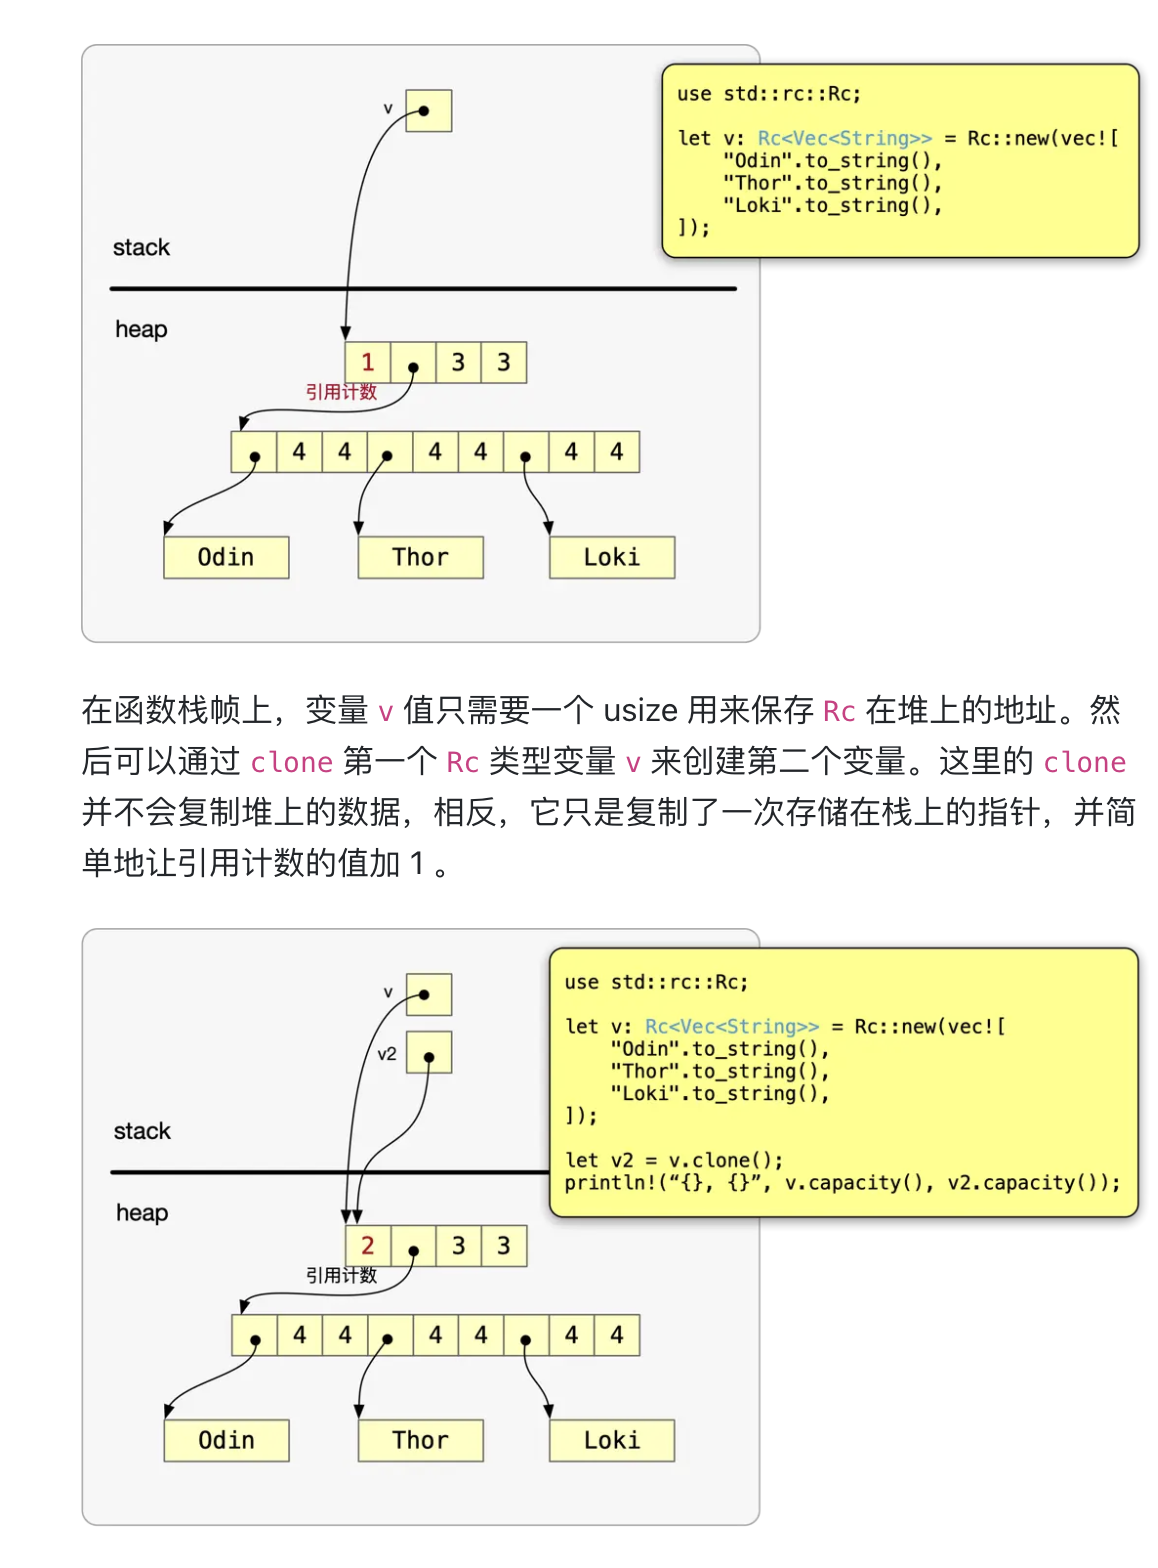 v
use std::rc::Rc;
let v: Rc<Vec<String>> = Rc::new(vec![
"Odin".to_string(),
"Thor".to_string(),
"Loki".to_string(),
]);
stack
heap
1 3 3
引用计数
4 4 4 4 4 4
Odin Thor Loki
在函数栈帧上，变量 v 值只需要一个 usize 用来保存 Rc 在堆上的地址。然
后可以通过 clone 第一个 Rc 类型变量 v 来创建第二个变量。这里的 clone
并不会复制堆上的数据，相反，它只是复制了一次存储在栈上的指针，并简
单地让引用计数的值加 1 。
v
v2
use std::rc::Rc;
let v: Rc<Vec<String>> = Rc::new(vec![
"Odin".to_string(),
"Thor".to_string(),
"Loki".to_string(),
]);
let v2 = v.clone();
println!(“{}, {}”, v.capacity(), v2.capacity());
stack
heap
2 3 3
引用计数
4 4 4 4 4 4
Odin Thor Loki